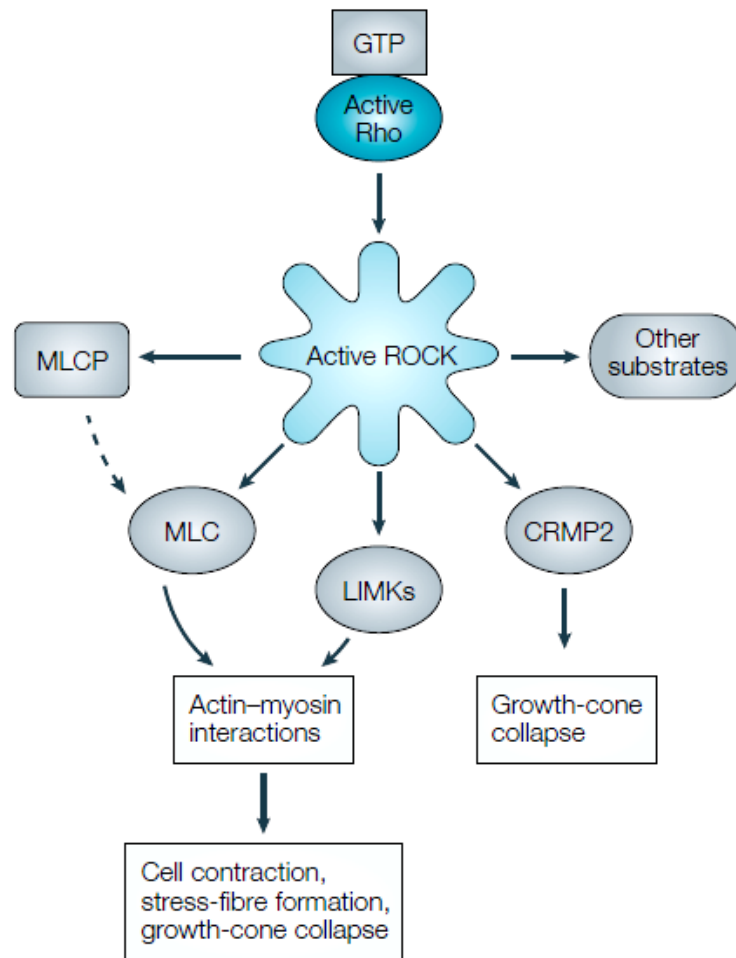 GTP
Active
Rho
MLCP
Active ROCK
Other
substrates
MLC
LIMKs
CRMP2
Actin–myosin
interactions
Growth-cone
collapse
Cell contraction,
stress-fibre formation,
growth-cone collapse